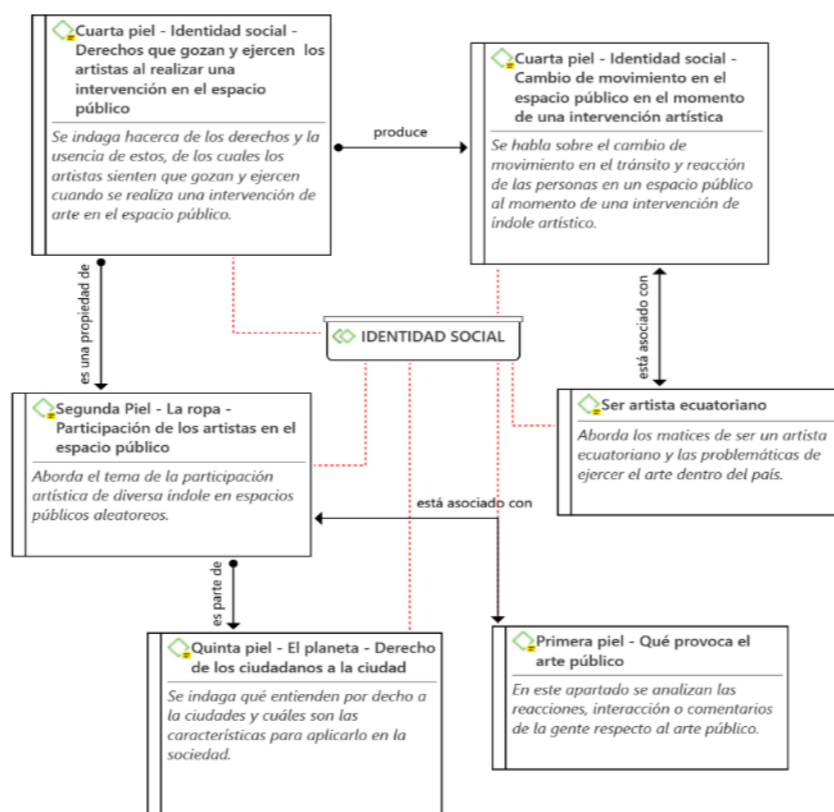 Cuarta piel - Identidad social -
Derechos que gozan y ejercen los
artistas al realizar una
intervención en el espacio
público
Se indaga hacerca de los derechos y la
usencia de estos, de los cuales los
artistas sienten que gozan y ejercen
cuando se realiza una intervención de
arte en el espacio público.
produce
Cuarta piel - Identidad social -
Cambio de movimiento en el
espacio público en el momento
de una intervención artística
Se habla sobre el cambio de
movimiento en el tránsito y reacción
de las personas en un espacio público
al momento de una intervención de
índole artístico.
es una propiedad de
está asociado con
IDENTIDAD SOCIAL
Segunda Piel - La ropa -
Participación de los artistas en el
espacio público
Aborda el tema de la participación
artística de diversa índole en espacios
públicos aleatoreos.
Ser artista ecuatoriano
Aborda los matices de ser un artista
ecuatoriano y las problemáticas de
ejercer el arte dentro del país.
está asociado con
es parte de
Quinta piel - El planeta - Derecho
de los ciudadanos a la ciudad
Se indaga qué entienden por decho a
la ciudades y cuáles son las
características para aplicarlo en la
sociedad.
Primera piel - Qué provoca el
arte público
En este apartado se analizan las
reacciones, interacción o comentarios
de la gente respecto al arte público.